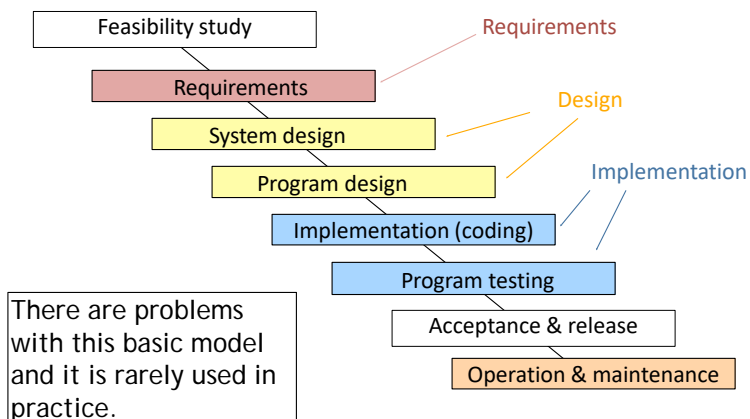 Feasibility study
Requirements
Requirements
System design
Design
Program design
Implementation
Implementation (coding)
Program testing
There are problems
with this basic model
and it is rarely used in
practice.
Acceptance & release
Operation & maintenance